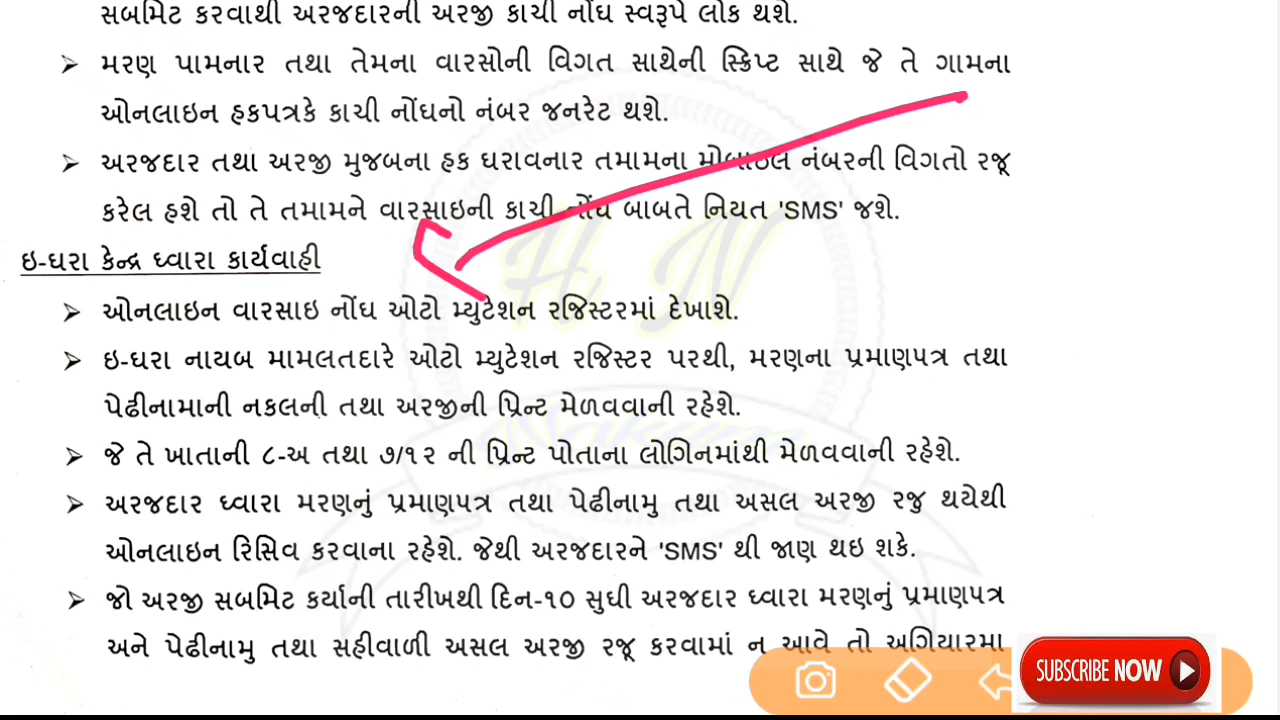 સબમિટ કરવાથી અરજદારની અરજી કાચી નોંધ સ્વરૂપે લોક થશે.
➢ મરણ પામનાર તથા તેમના વારસોની વિગત સાથેની સ્ક્રિપ્ટ સાથે જે તે ગામના
ઓનલાઇન હકપત્રકે કાચી નોંધનો નંબર જનરેટ થશે.
➢ અરજદાર તથા અરજી મુજબના હક ધરાવનાર તમામના મોબાઇલ નંબરની વિગતો રજૂ
કરેલ હશે તો તે તમામને વારસાઇની કાચી નોંધ બાબતે નિયત 'SMS' જશે.
ઇ-ધરા કેન્દ્ર ધ્વારા કાર્યવાહી
➢ ઓનલાઇન વારસાઇ નોંધ ઓટો મ્યુટેશન રજિસ્ટરમાં દેખાશે.
➢ ઇ-ધરા નાયબ મામલતદારે ઓટો મ્યુટેશન રજિસ્ટર પરથી, મરણના પ્રમાણપત્ર તથા
પેઢીનામાની નકલની તથા અરજીની પ્રિન્ટ મેળવવાની રહેશે.
➢ જે તે ખાતાની ૮-અ તથા ૭/૧૨ ની પ્રિન્ટ પોતાના લોગિનમાંથી મેળવવાની રહેશે.
➢ અરજદાર ધ્વારા મરણનું પ્રમાણપત્ર તથા પેઢીનામુ તથા અસલ અરજી રજુ થયેથી
ઓનલાઇન રિસિવ કરવાના રહેશે. જેથી અરજદારને 'SMS' થી જાણ થઇ શકે.
➢ જો અરજી સબમિટ કર્યાની તારીખથી દિન-૧૦ સુધી અરજદાર ધ્વારા મરણનું પ્રમાણપત્ર
અને પેઢીનામુ તથા સહીવાળી અસલ અરજી રજૂ કરવામાં ન આવે તો અગિયારમા
SUBSCRIBE NOW
H N